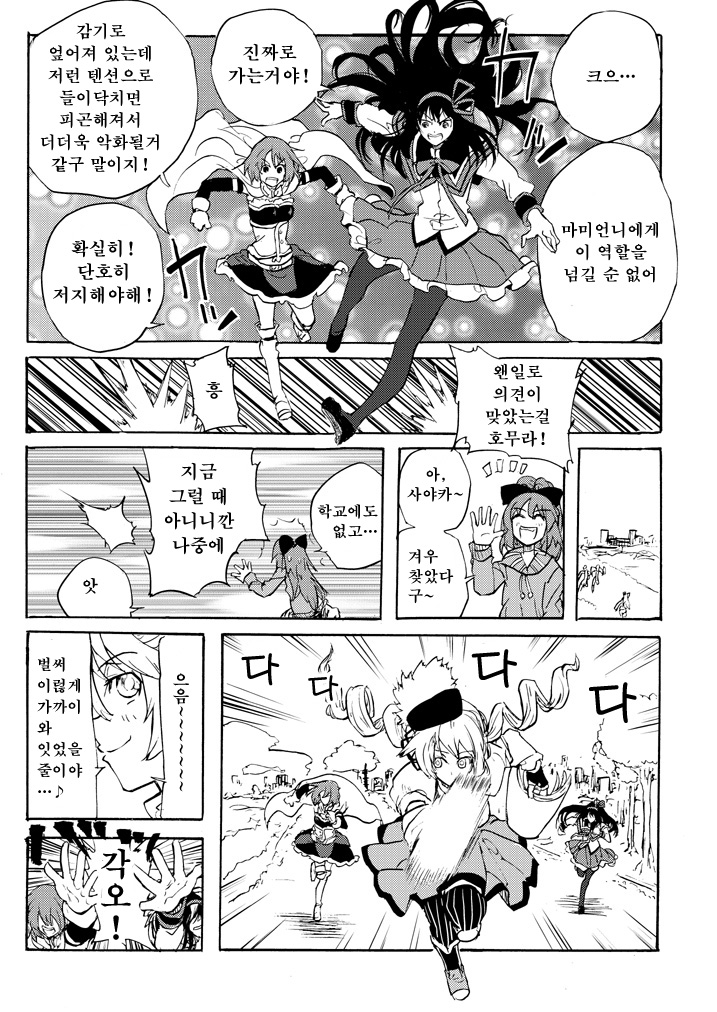 크으…
진짜로
가는거야!
감기로
엎어져 있는데
저런 텐션으로
들이닥치면
피곤해져서
더더욱 악화될거
같구 말이지!
마미언니에게
이 역할을
넘길 순 없어
확실히!
단호히
저지해야해!
왠일로
의견이
맞았는걸
호무라!
흥
아,
사야카~
겨우
찾았다
구~
학교에도
없고…
지금
그럴 때
아니니깐
나중에
앗
다
다
다
다
으음~~~~~~
벌써
이렇게
가까이
와
잇었을
줄이야
…♪
각오!